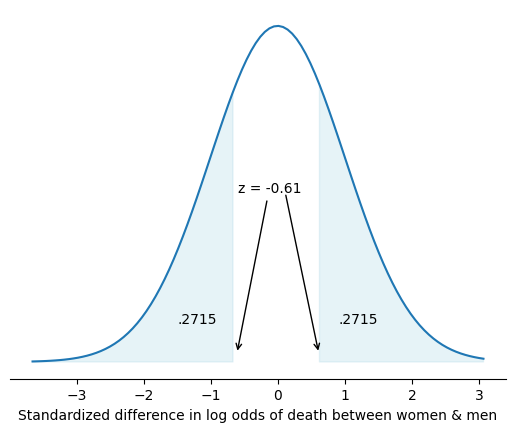 z = -0.61
.2715 .2715
−3 −2 −1 0 1 2 3
Standardized difference in log odds of death between women & men